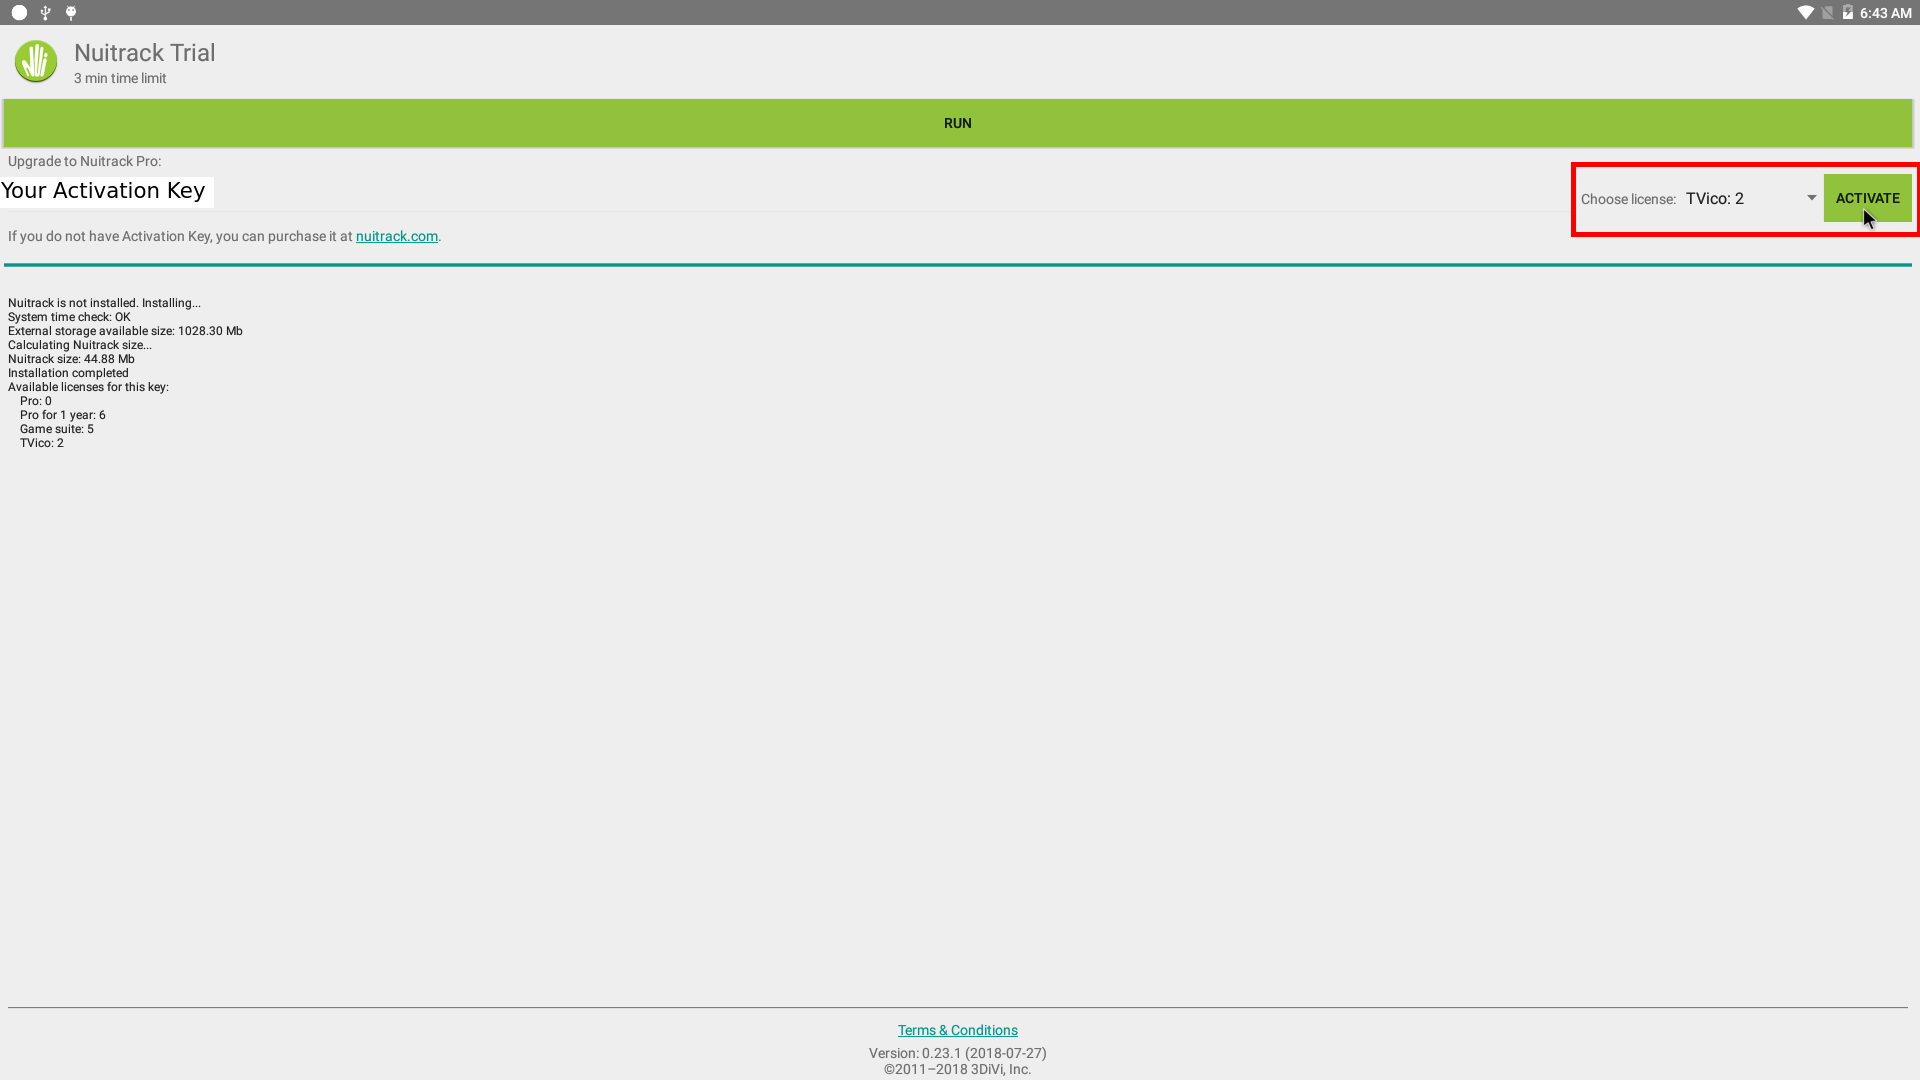 6:43 AM
Nuitrack Trial
3 min time limit
RUN
Upgrade to Nuitrack Pro:
Your Activation Key
Choose license: TVico: 2 ACTIVATE
If you do not have Activation Key, you can purchase it at nuitrack.com.
Nuitrack is not installed. Installing...
System time check: OK
External storage available size: 1028.30 Mb
Calculating Nuitrack size...
Nuitrack size: 44.88 Mb
Installation completed
Available licenses for this key:
Pro: 0
Pro for 1 year: 6
Game suite: 5
TVico: 2
Terms & Conditions
Version: 0.23.1 (2018-07-27)
©2011–2018 3DiVi, Inc.